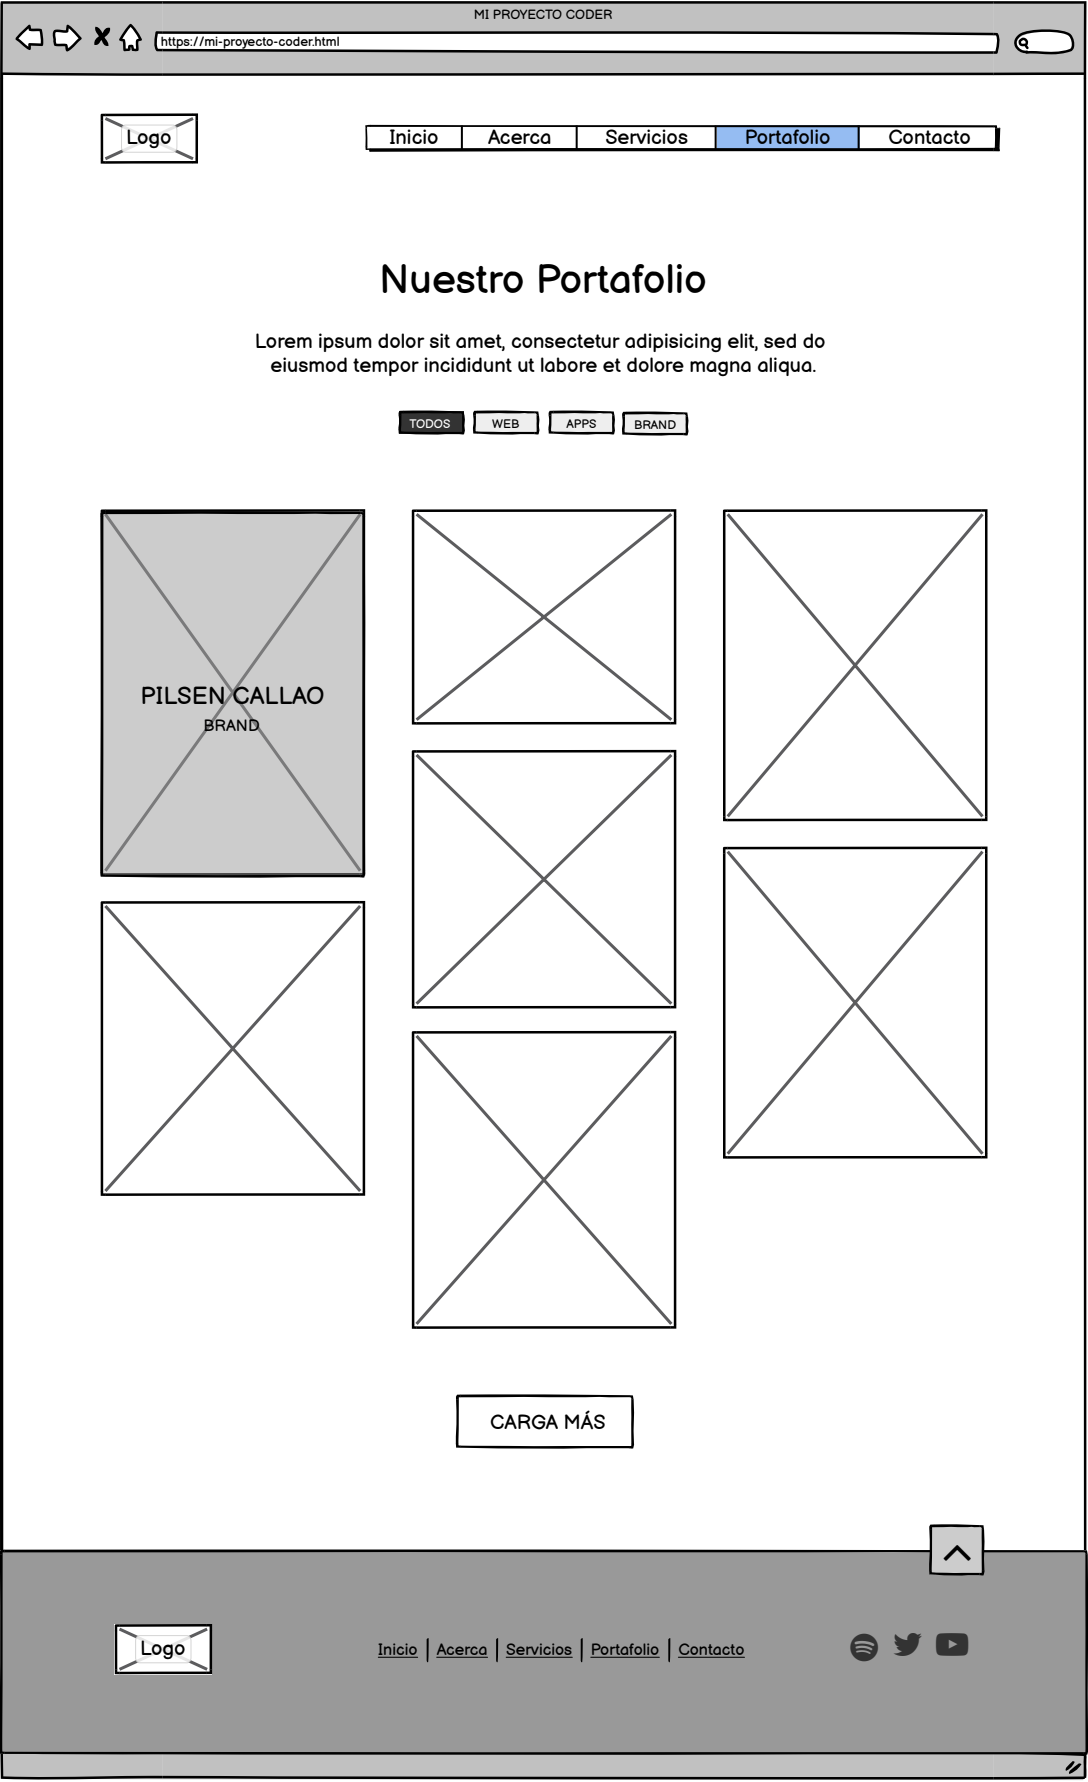 MI PROYECTO CODER
https://mi-proyecto-coder.html
Logo
Inicio Acerca Servicios Portafolio Contacto
Nuestro Portafolio
Lorem ipsum dolor sit amet, consectetur adipisicing elit, sed do
eiusmod tempor incididunt ut labore et dolore magna aliqua.
TODOS WEB APPS BRAND
PILSEN CALLAO
BRAND
CARGA MÁS
Logo
Inicio | Acerca | Servicios | Portafolio | Contacto